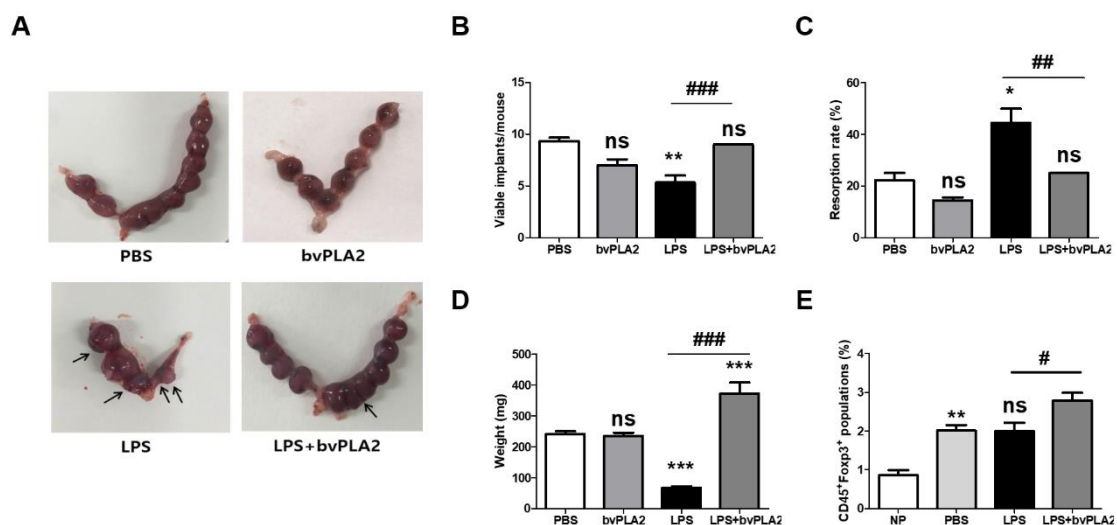 A
PBS
bvPLA2
LPS
LPS+bvPLA2
B
Viable implants/mouse
15
10
5
0
ns
**
###
ns
PBS
bvPLA2
LPS
LPS+bvPLA2
C
Resorption rate (%)
60
40
20
0
ns
*
##
ns
PBS
bvPLA2
LPS
LPS+bvPLA2
D
Weight (mg)
500
400
300
200
100
0
ns
***
###
***
PBS
bvPLA2
LPS
LPS+bvPLA2
E
CD45+Foxp3+ populations (%)
4
3
2
1
0
**
ns
#
NP
PBS
LPS
LPS+bvPLA2